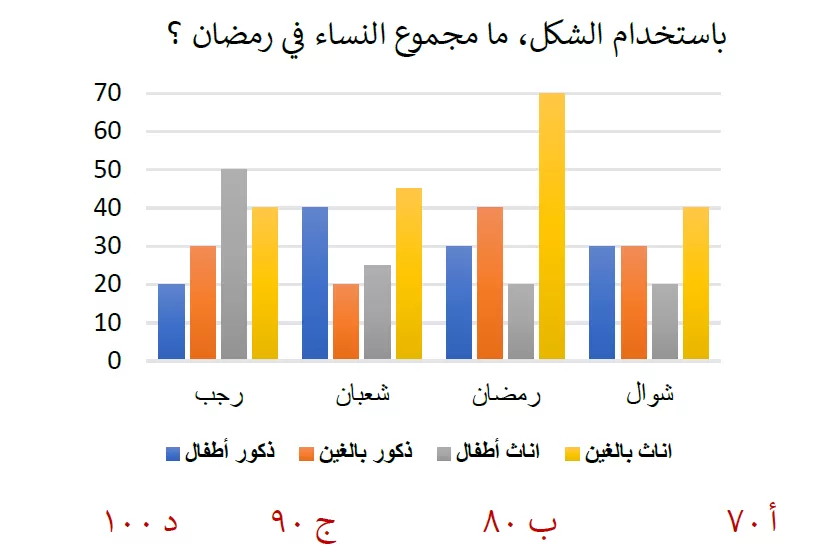 باستخدام الشكل، ما مجموع النساء في رمضان ؟
70
60
50
40
30
20
10
0
رجب شعبان رمضان شوال
ذكور أطفال ذكور بالغين اناث أطفال اناث بالغين
أ ٧٠ ب ٨٠ ج ٩٠ د ١٠٠